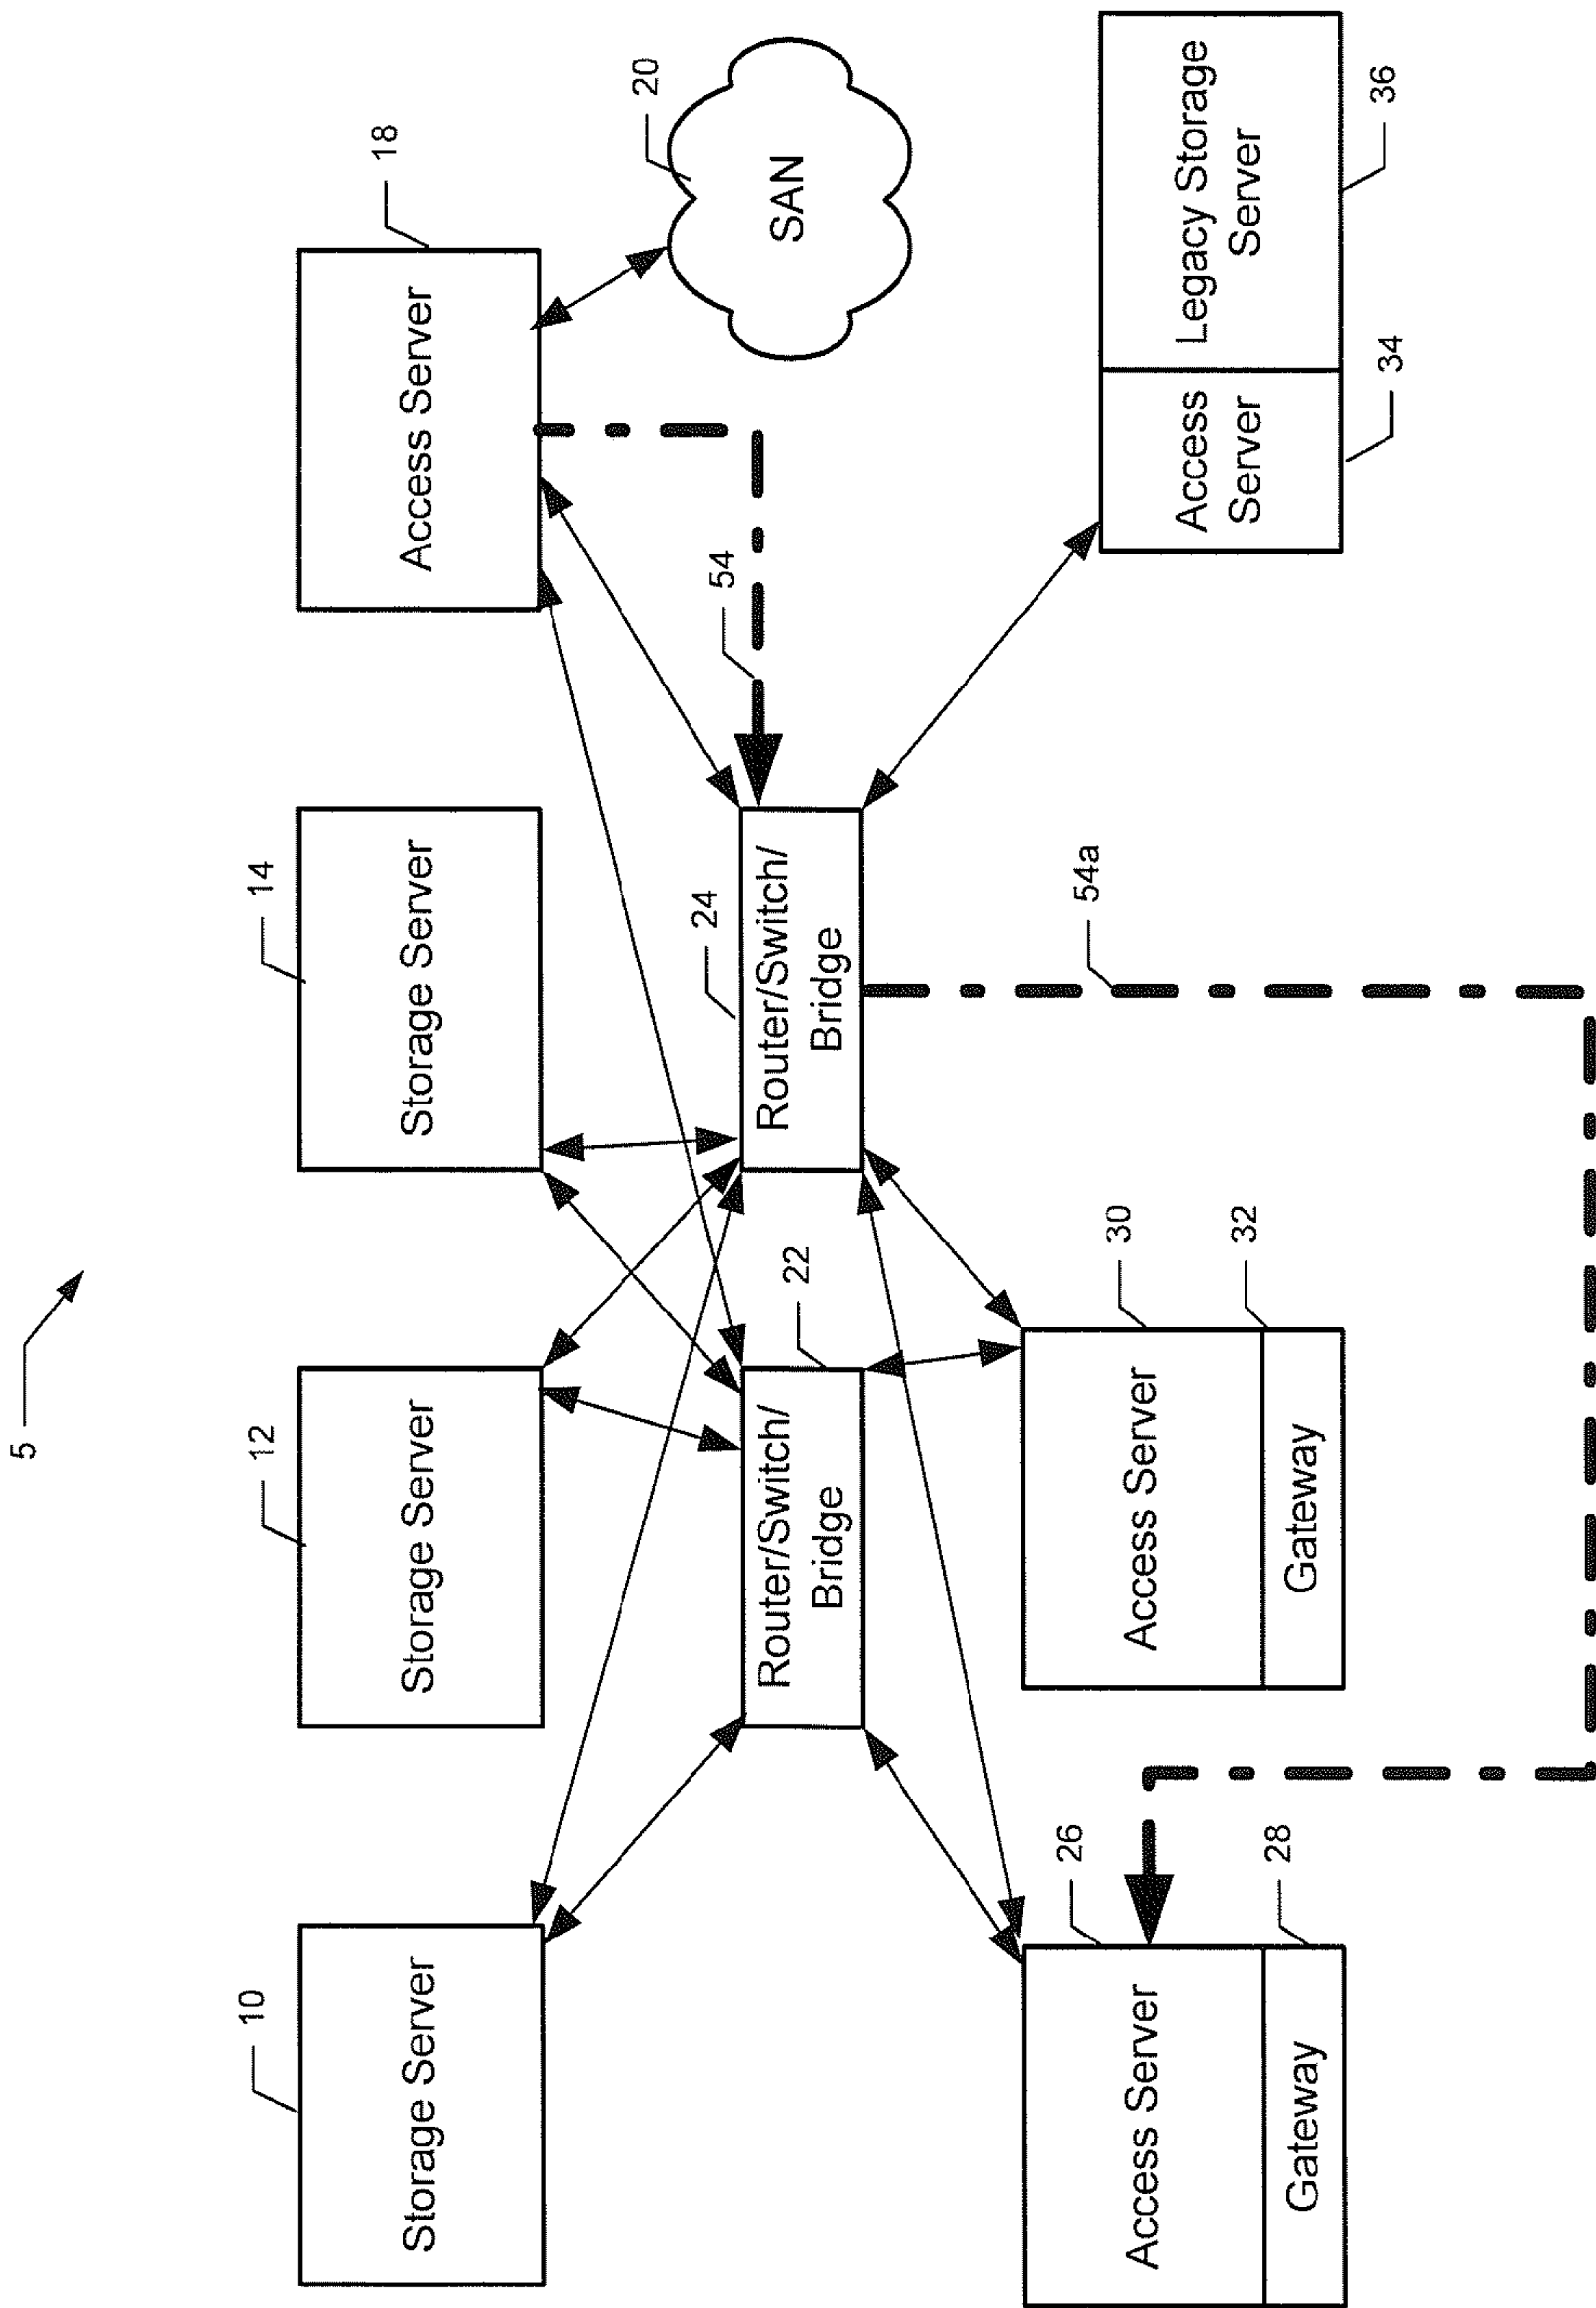 5
10
Storage Server
12
Storage Server
14
Storage Server
18
Access Server
20
SAN
22
Router/Switch/
Bridge
24
Router/Switch/
Bridge
54
26
Access Server
28
Gateway
30
Access Server
32
Gateway
54a
Access
Server
34
Legacy Storage
Server
36